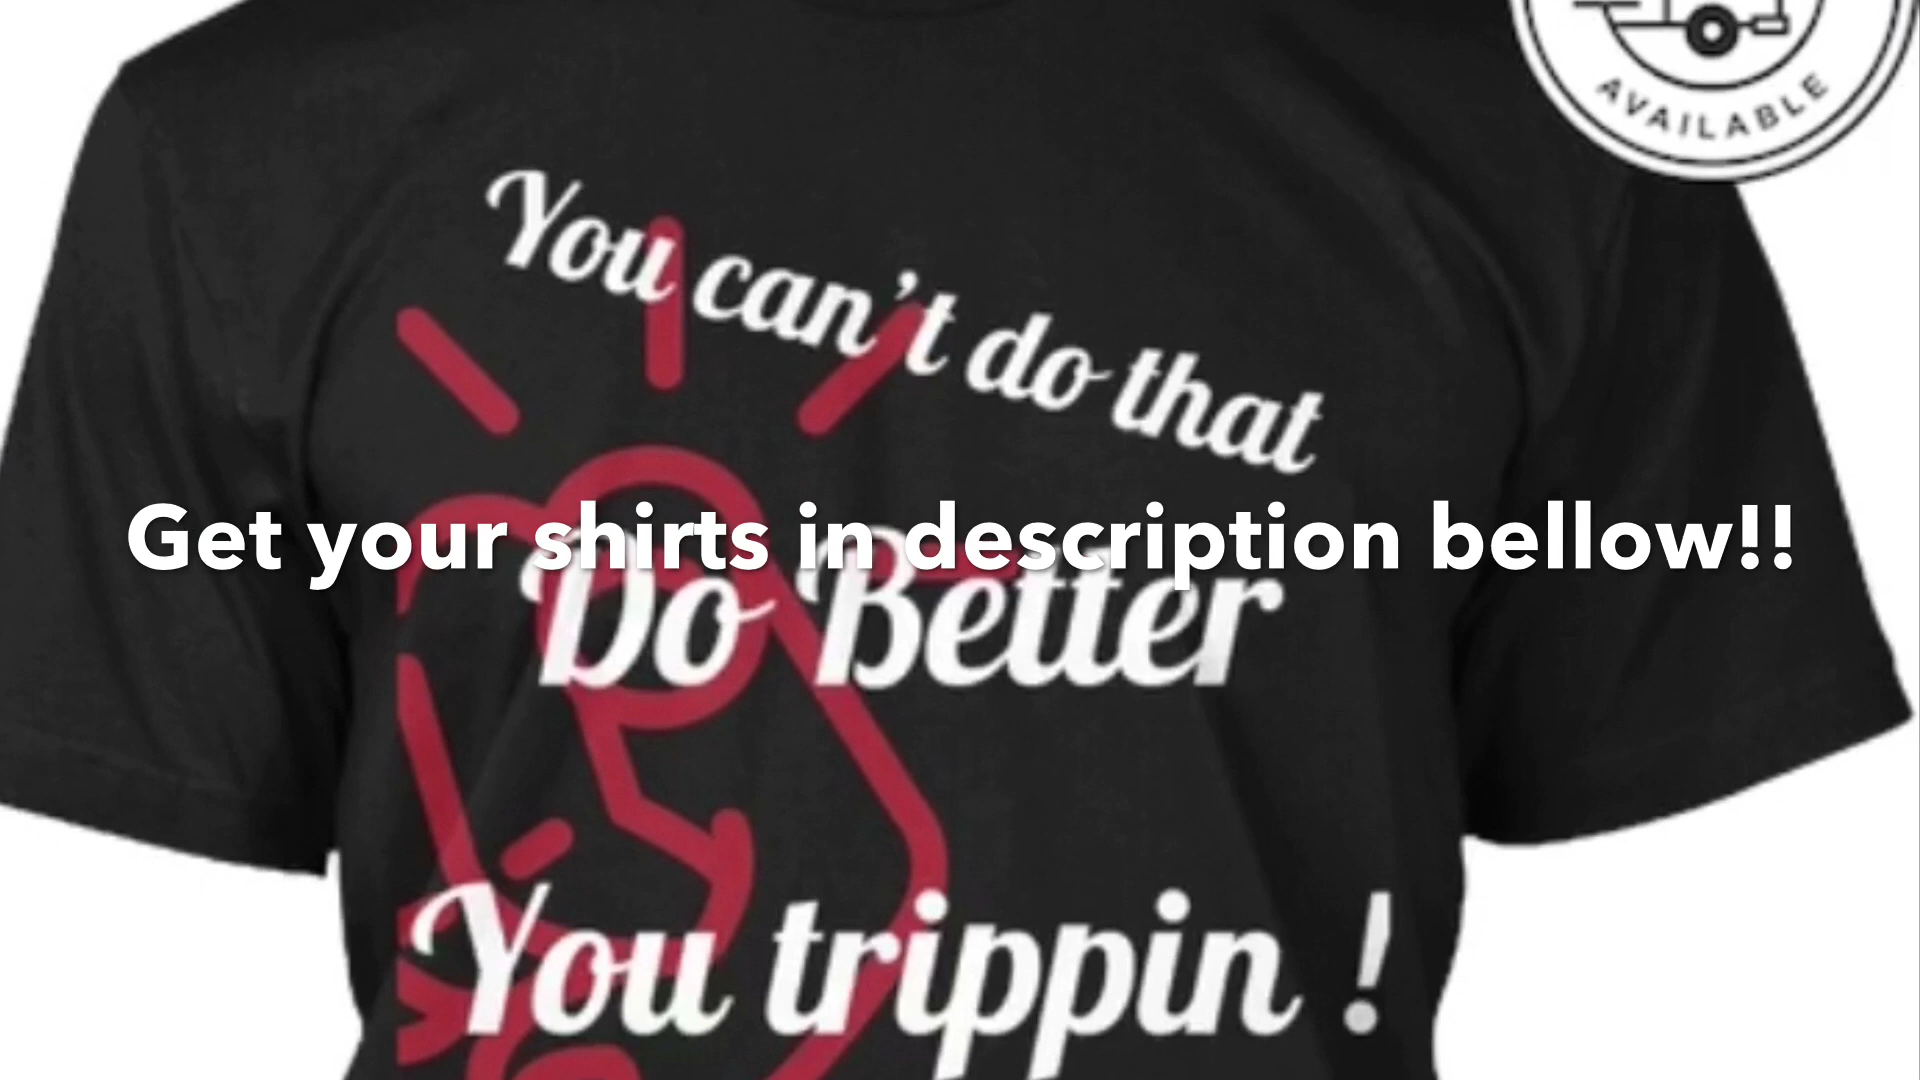 AVAILABLE
You can't do that
Get your shirts in description bellow!!
Do Better
You trippin !